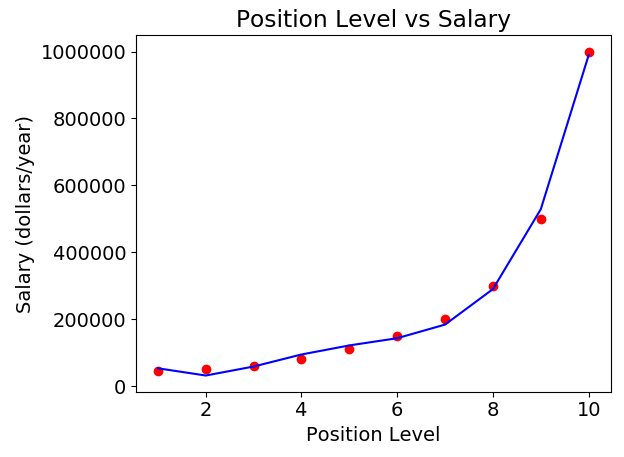 Position Level vs Salary
Salary (dollars/year)
1000000
800000
600000
400000
200000
0
2 4 6 8 10
Position Level